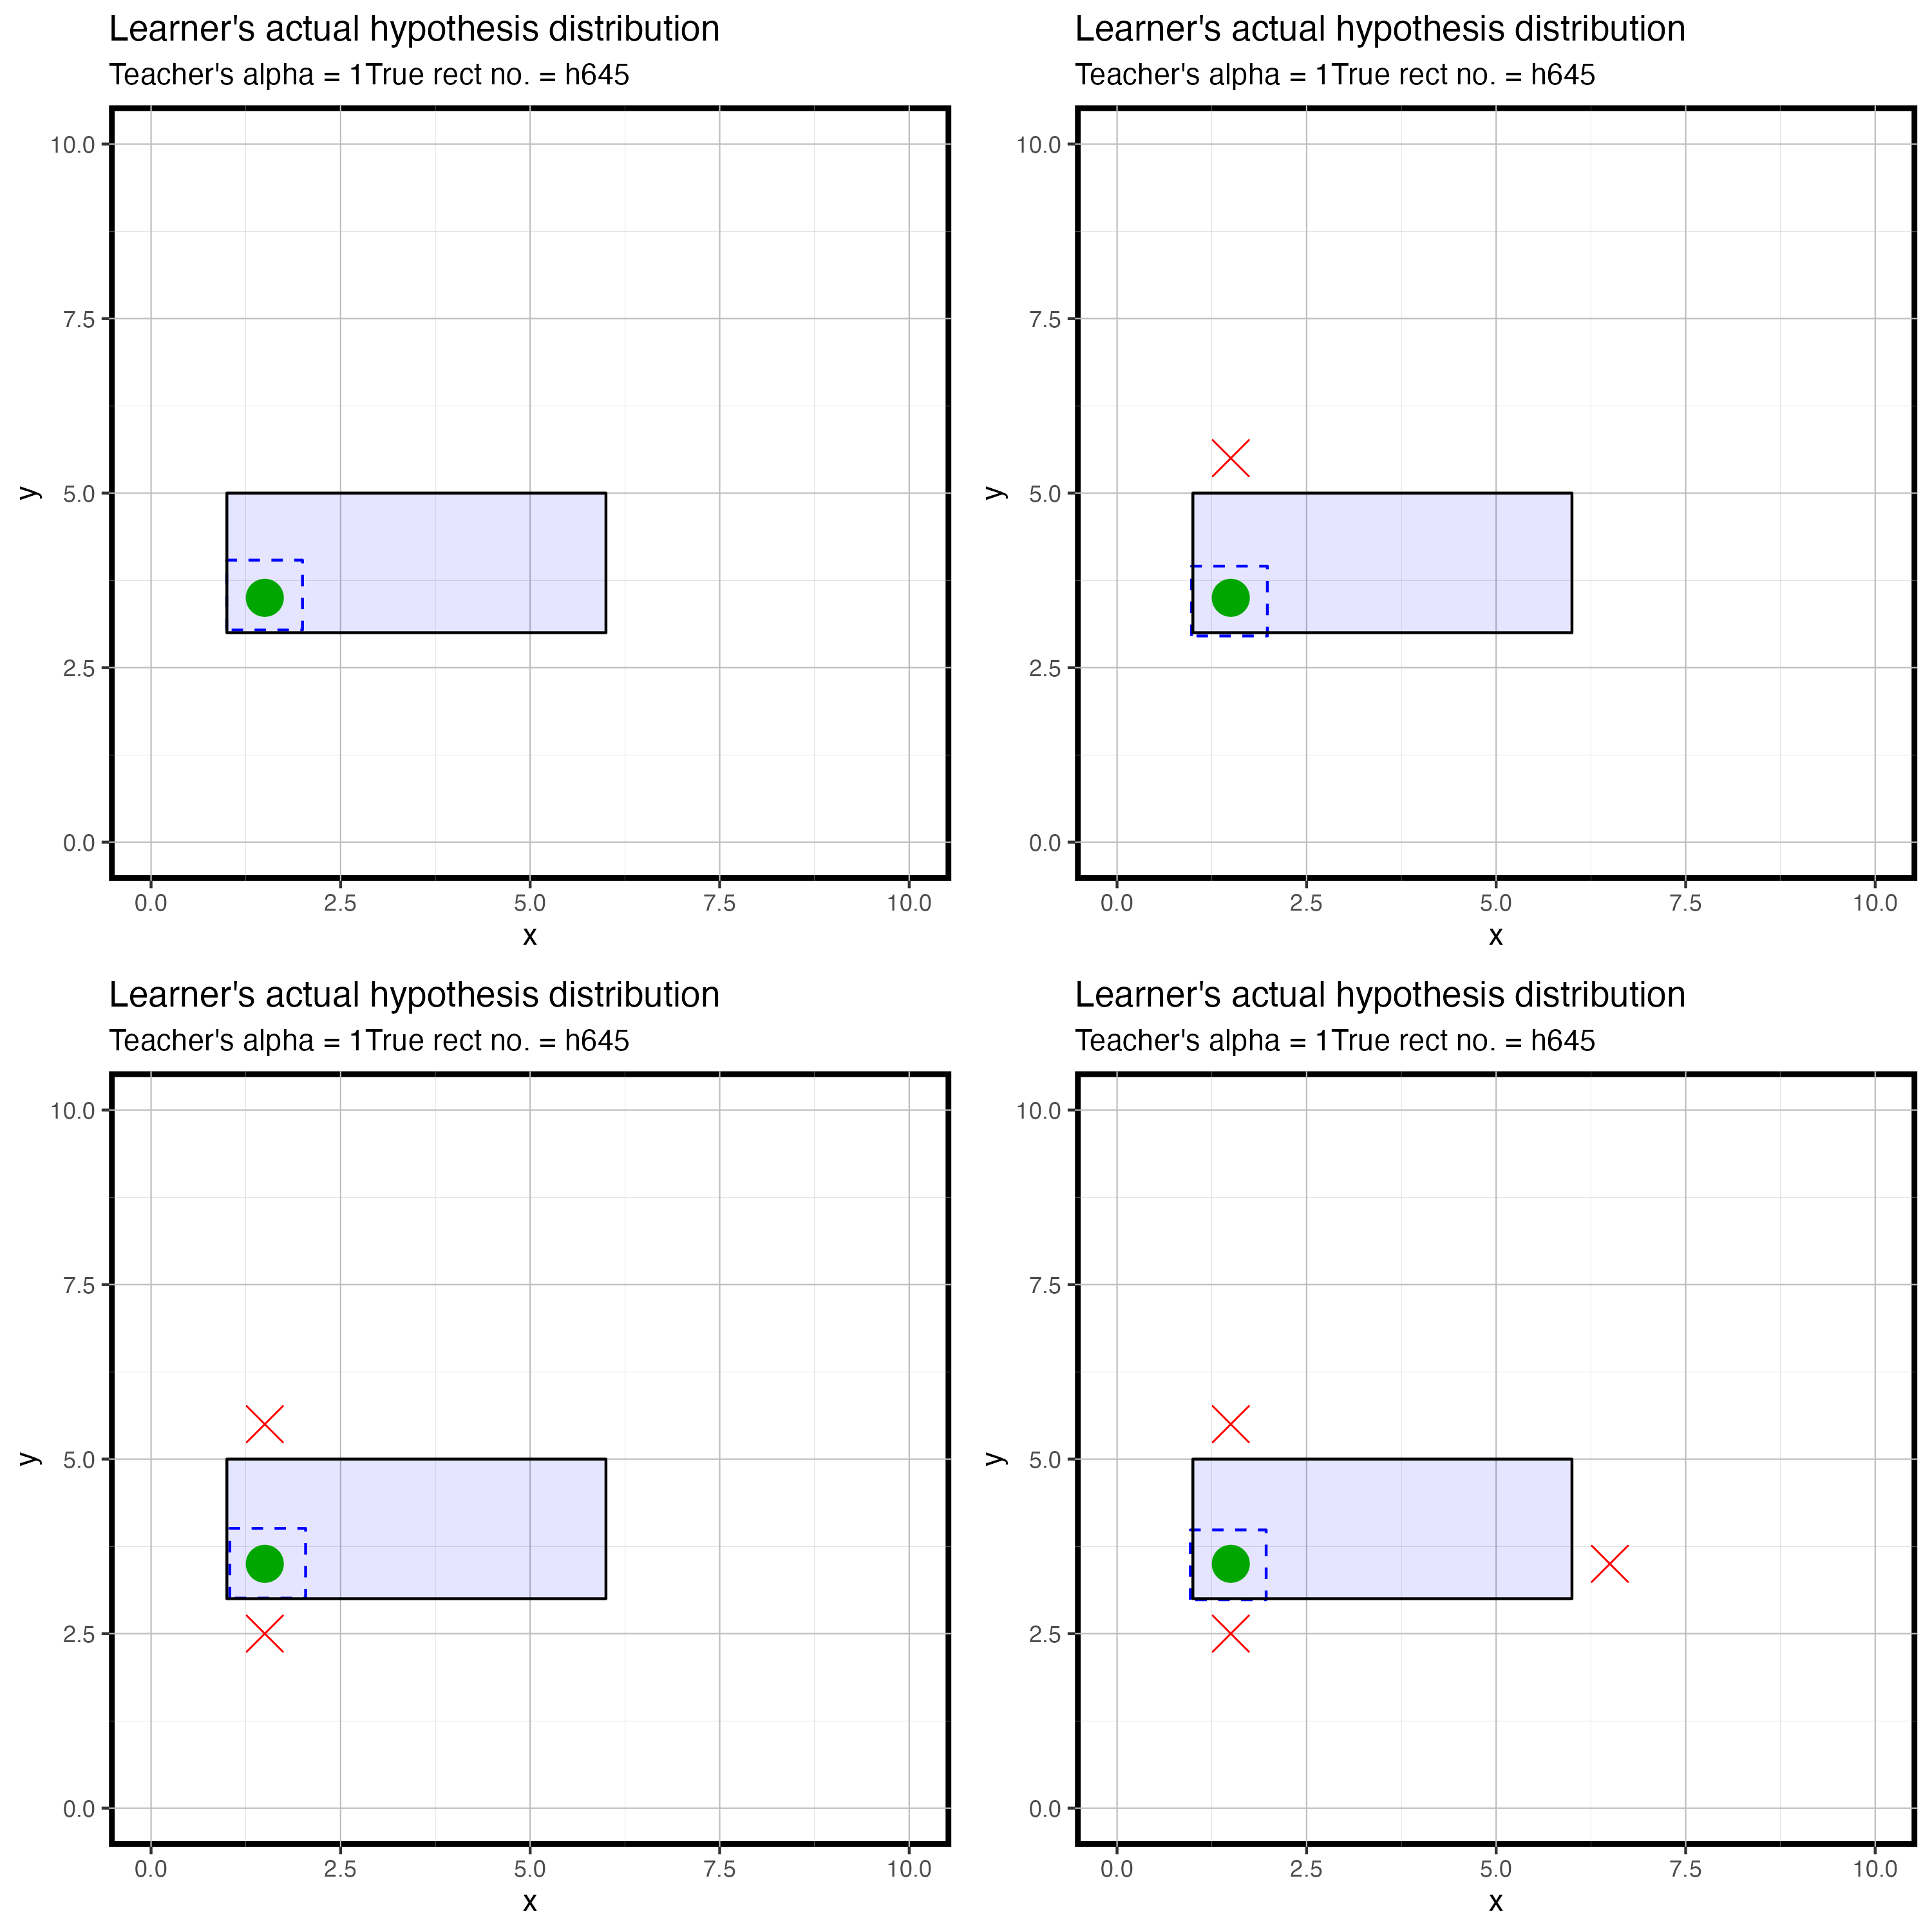 Learner's actual hypothesis distribution
Teacher's alpha = 1True rect no. = h645
10.0
7.5
y
5.0
2.5
0.0
0.0 2.5 5.0 7.5 10.0
x
Learner's actual hypothesis distribution
Teacher's alpha = 1True rect no. = h645
10.0
7.5
y
5.0
2.5
0.0
0.0 2.5 5.0 7.5 10.0
x
Learner's actual hypothesis distribution
Teacher's alpha = 1True rect no. = h645
10.0
7.5
y
5.0
2.5
0.0
0.0 2.5 5.0 7.5 10.0
x
Learner's actual hypothesis distribution
Teacher's alpha = 1True rect no. = h645
10.0
7.5
y
5.0
2.5
0.0
0.0 2.5 5.0 7.5 10.0
x